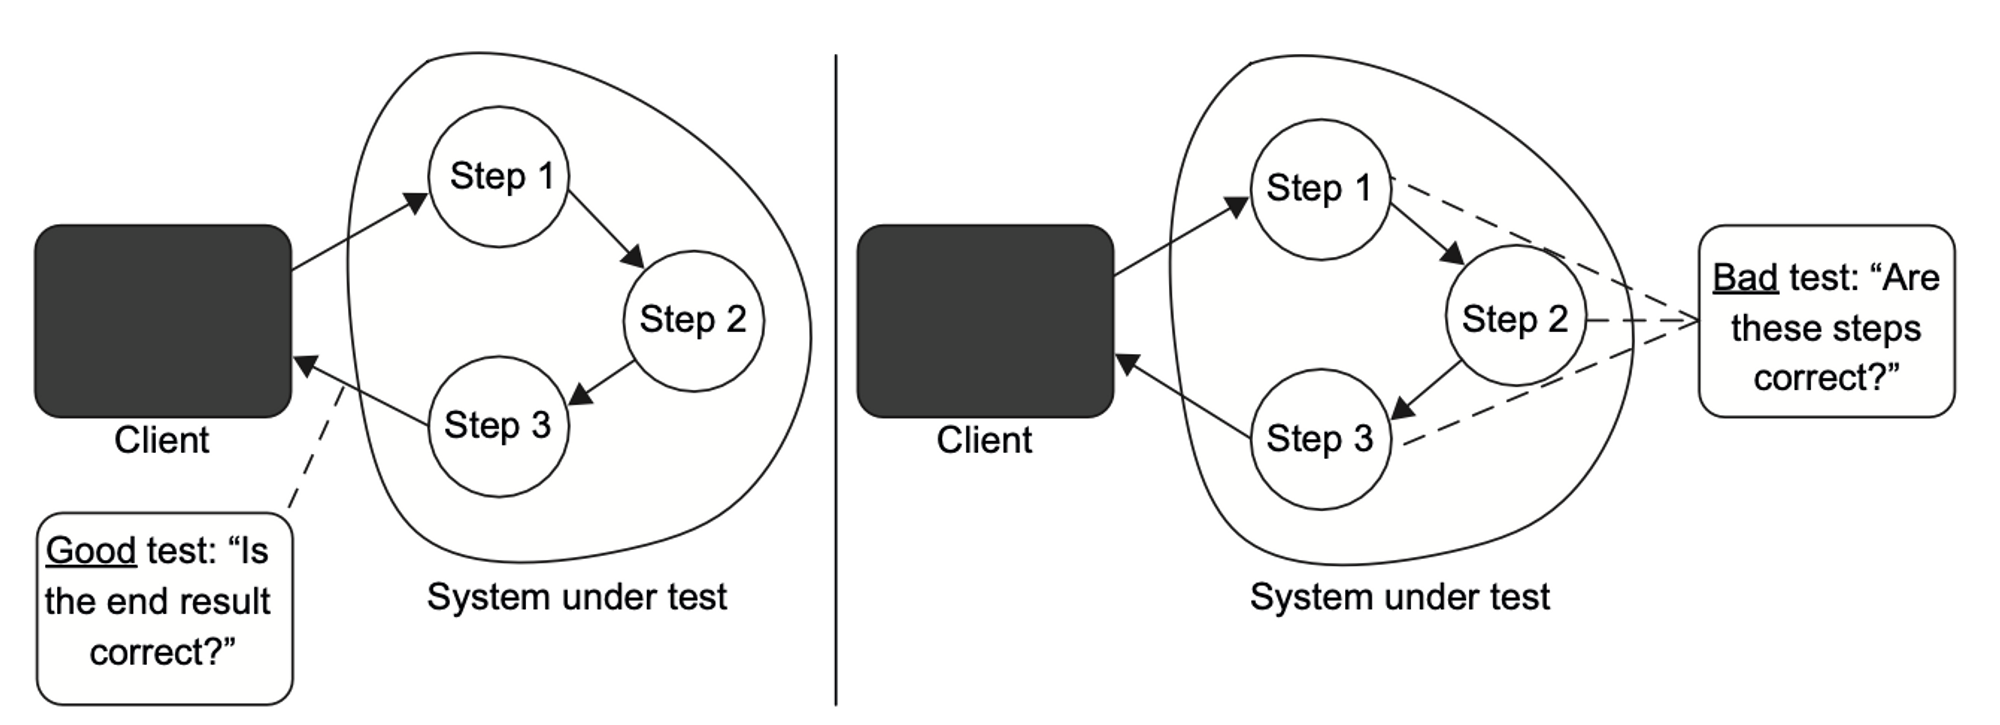 Step 1
Step 2
Step 3
Client
Good test: “Is
the end result
correct?”
System under test
Step 1
Step 2
Step 3
Client
Bad test: “Are
these steps
correct?”
System under test